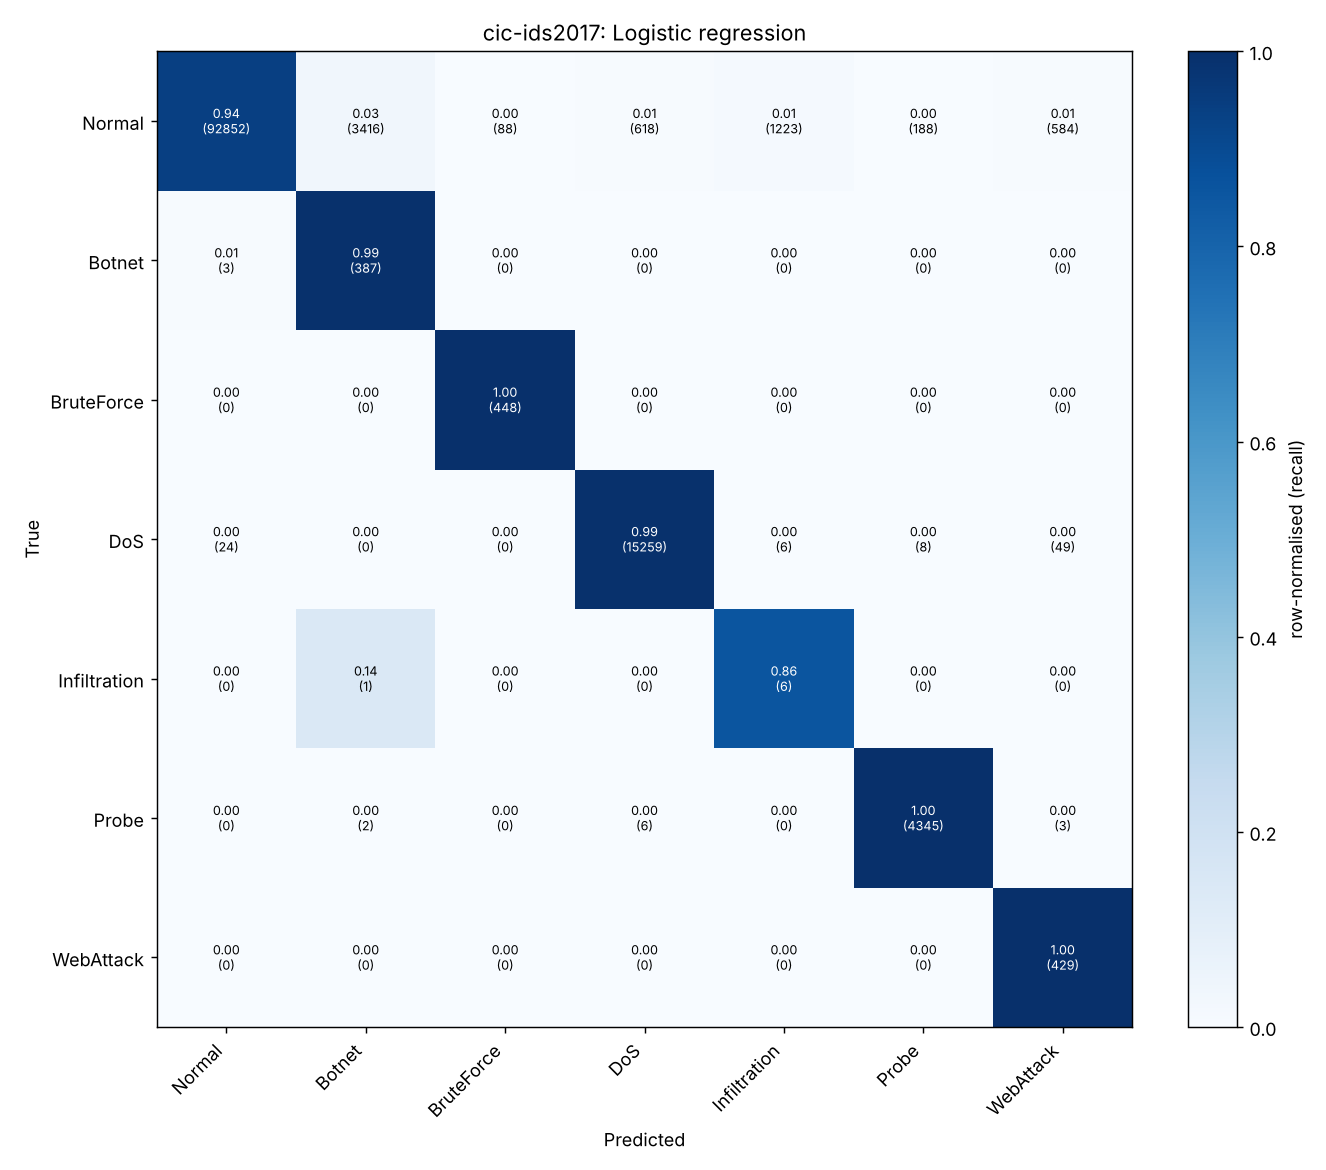 cic-ids2017: Logistic regression
Normal
0.94 0.03 0.00 0.01 0.01 0.00 0.01
(92852) (3416) (88) (618) (1223) (188) (584)
Botnet
0.01 0.99 0.00 0.00 0.00 0.00 0.00
(3) (387) (0) (0) (0) (0) (0)
BruteForce
0.00 0.00 1.00 0.00 0.00 0.00 0.00
(0) (0) (448) (0) (0) (0) (0)
DoS
0.00 0.00 0.00 0.99 0.00 0.00 0.00
(24) (0) (0) (15259) (6) (8) (49)
Infiltration
0.00 0.14 0.00 0.00 0.86 0.00 0.00
(0) (1) (0) (0) (6) (0) (0)
Probe
0.00 0.00 0.00 0.00 0.00 1.00 0.00
(0) (2) (0) (6) (0) (4345) (3)
WebAttack
0.00 0.00 0.00 0.00 0.00 0.00 1.00
(0) (0) (0) (0) (0) (0) (429)
True
Normal
Botnet
BruteForce
DoS
Infiltration
Probe
WebAttack
Predicted
1.0
0.8
0.6
0.4
0.2
0.0
row-normalised (recall)